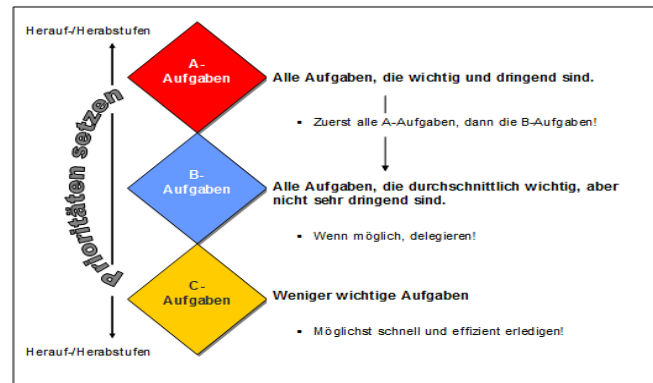 Herauf-/Herabstufen
A-
Aufgaben
Alle Aufgaben, die wichtig und dringend sind.
▪ Zuerst alle A-Aufgaben, dann die B-Aufgaben!
Prioritäten setzen
B-
Aufgaben
Alle Aufgaben, die durchschnittlich wichtig, aber
nicht sehr dringend sind.
▪ Wenn möglich, delegieren!
C-
Aufgaben
Weniger wichtige Aufgaben
▪ Möglichst schnell und effizient erledigen!
Herauf-/Herabstufen